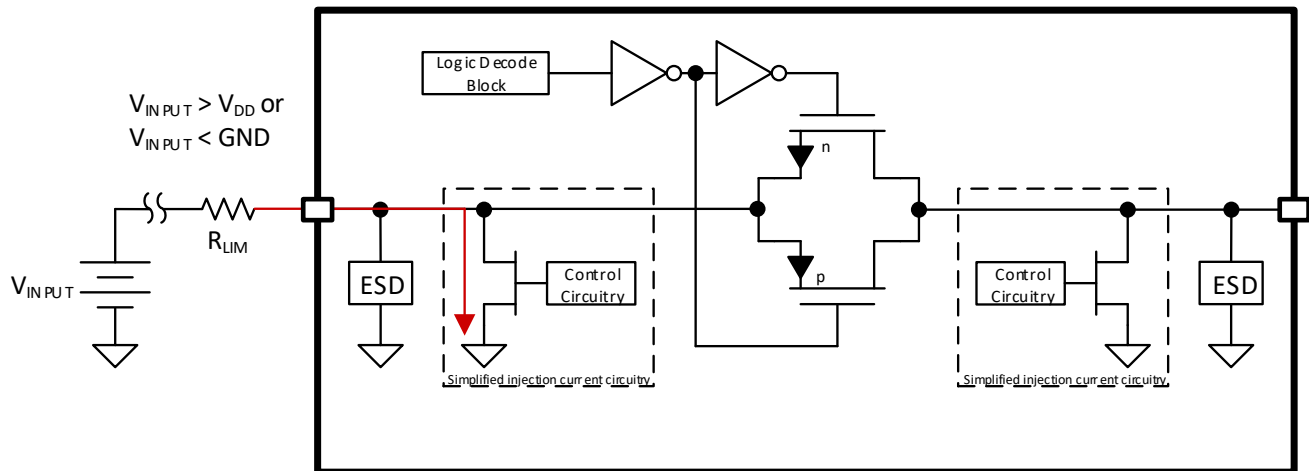 Logic Decode
Block
V_INPUT > V_DD or
V_INPUT < GND
n
R_LIM
V_INPUT
ESD
Control
Circuitry
p
Control
Circuitry
ESD
Simplified injection current circuitry
Simplified injection current circuitry